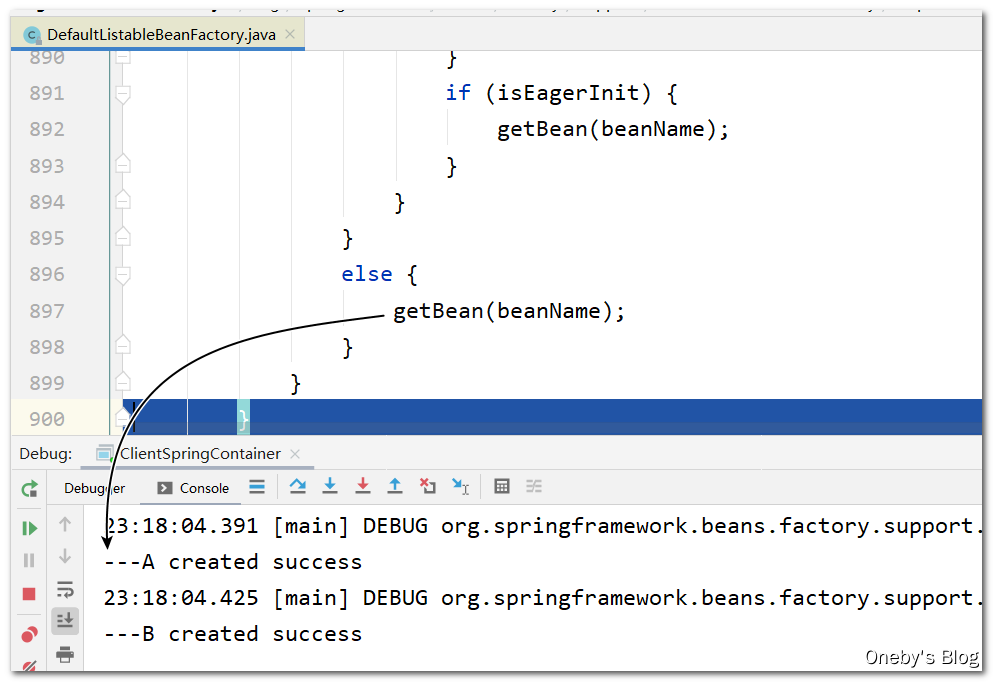 DefaultListableBeanFactory.java
890 }
891 if (isEagerInit) {
892 getBean(beanName);
893 }
894 }
895 }
896 else {
897 getBean(beanName);
898 }
899 }
900 }
Debug: ClientSpringContainer
Debugger Console
23:18:04.391 [main] DEBUG org.springframework.beans.factory.support.
---A created success
23:18:04.425 [main] DEBUG org.springframework.beans.factory.support.
---B created success
Oneby's Blog